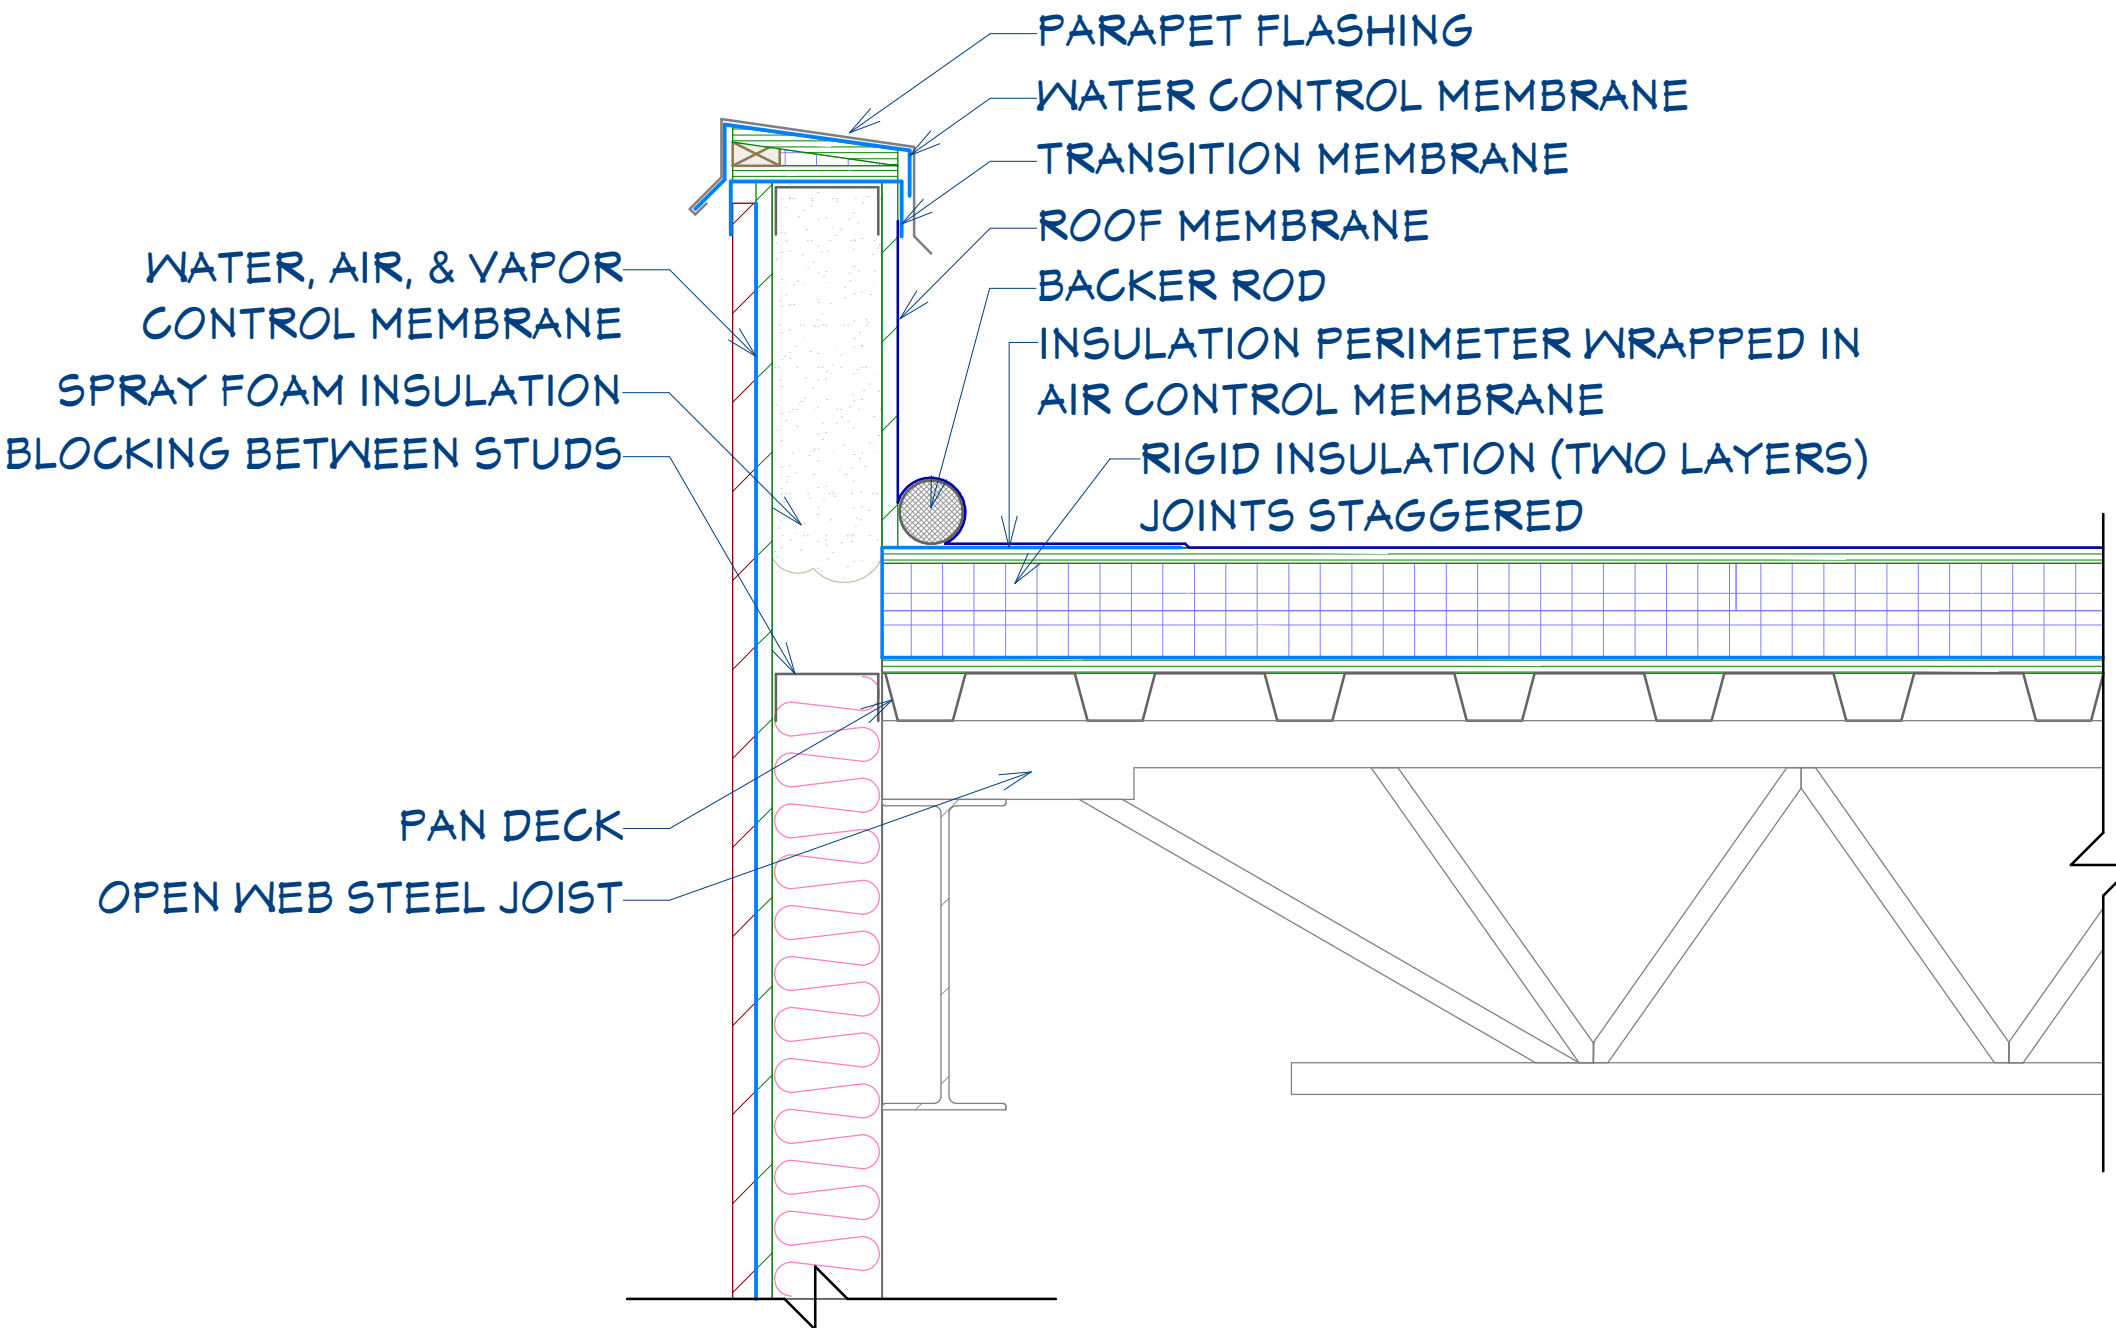 PARAPET FLASHING
WATER CONTROL MEMBRANE
TRANSITION MEMBRANE
ROOF MEMBRANE
BACKER ROD
INSULATION PERIMETER WRAPPED IN
AIR CONTROL MEMBRANE
RIGID INSULATION (TWO LAYERS)
JOINTS STAGGERED
WATER, AIR, & VAPOR
CONTROL MEMBRANE
SPRAY FOAM INSULATION
BLOCKING BETWEEN STUDS
PAN DECK
OPEN WEB STEEL JOIST